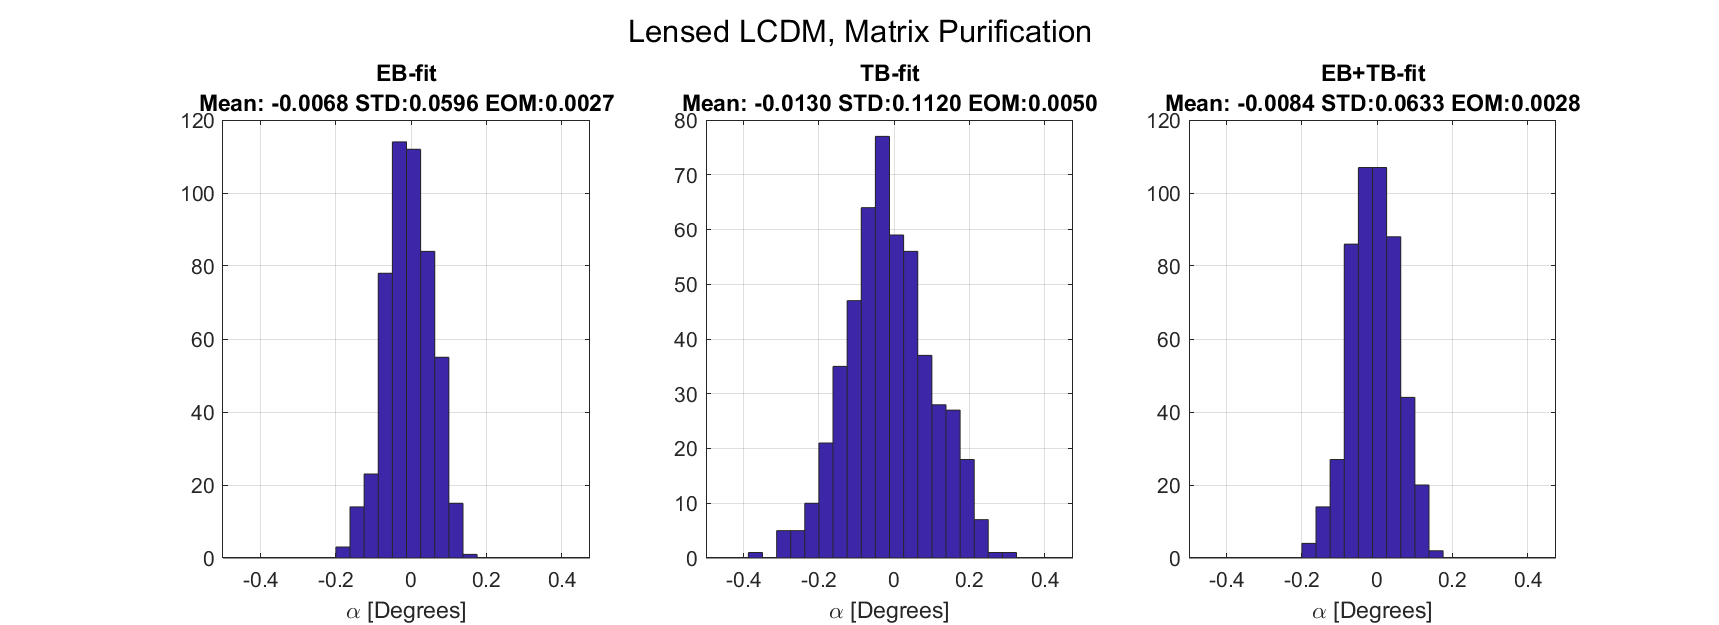 Lensed LCDM, Matrix Purification
EB-fit
Mean: -0.0068 STD:0.0596 EOM:0.0027
120
100
80
60
40
20
0
-0.4 -0.2 0 0.2 0.4
α [Degrees]
TB-fit
Mean: -0.0130 STD:0.1120 EOM:0.0050
80
70
60
50
40
30
20
10
0
-0.4 -0.2 0 0.2 0.4
α [Degrees]
EB+TB-fit
Mean: -0.0084 STD:0.0633 EOM:0.0028
120
100
80
60
40
20
0
-0.4 -0.2 0 0.2 0.4
α [Degrees]